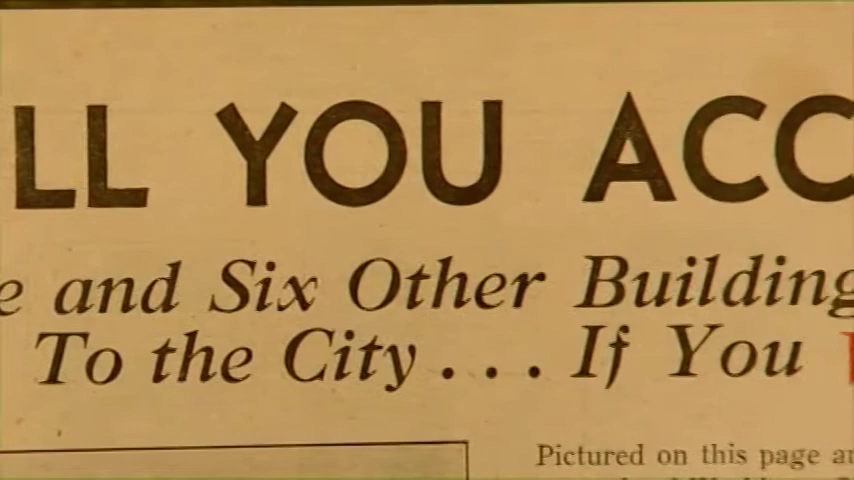 LL YOU ACC
e and Six Other Building
To the City... If You
Pictured on this page a